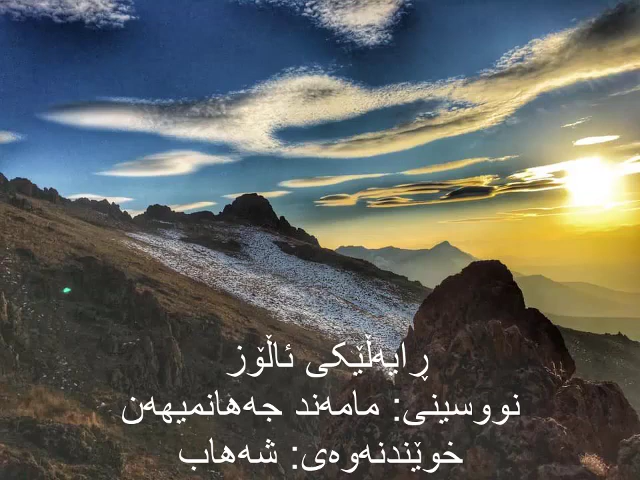 ڕایەڵێکی ئاڵۆز
نووسینی: مامەند جەهانمیهەن
خوێندنەوەی: شەهاب